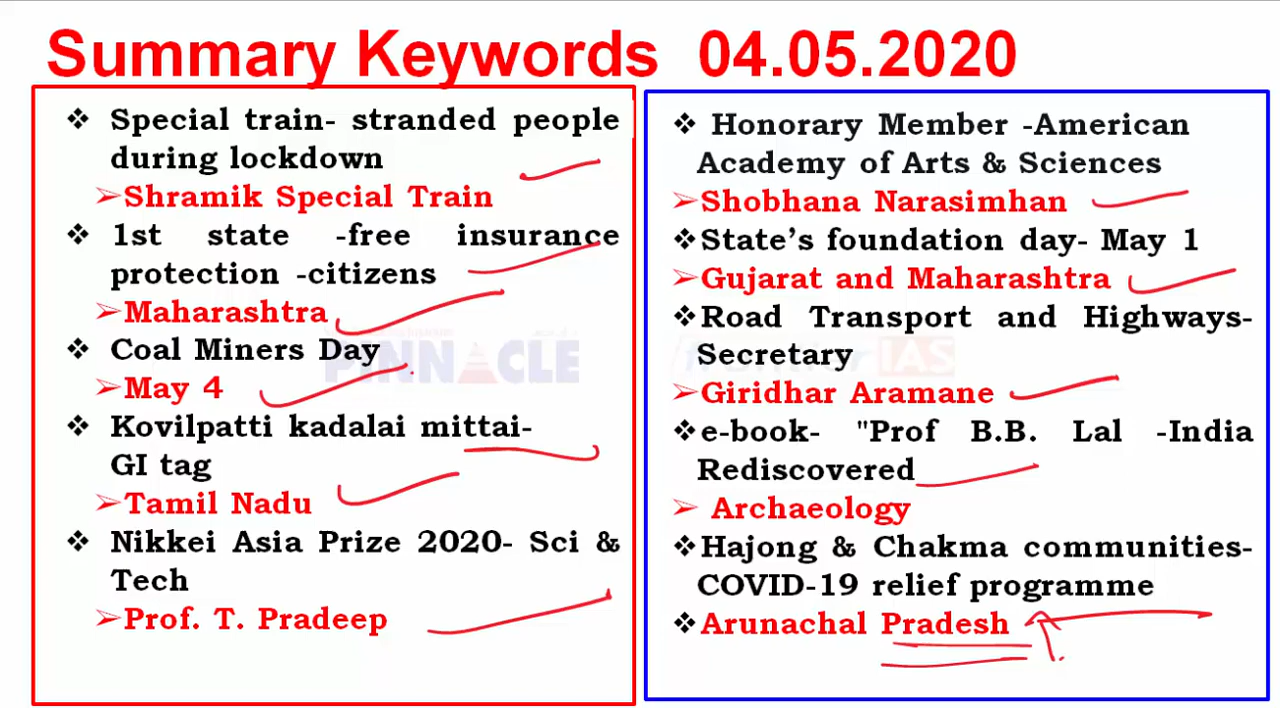 Summary Keywords 04.05.2020
❖ Special train- stranded people
during lockdown
➢Shramik Special Train
❖ 1st state -free insurance
protection -citizens
➢Maharashtra
❖ Coal Miners Day
➢May 4
❖ Kovilpatti kadalai mittai-
GI tag
➢Tamil Nadu
❖ Nikkei Asia Prize 2020- Sci &
Tech
➢Prof. T. Pradeep
PINNACLE
❖ Honorary Member -American
Academy of Arts & Sciences
➢Shobhana Narasimhan
❖State's foundation day- May 1
➢Gujarat and Maharashtra
❖Road Transport and Highways-
Secretary
➢Giridhar Aramane
❖e-book- "Prof B.B. Lal -India
Rediscovered
➢ Archaeology
❖Hajong & Chakma communities-
COVID-19 relief programme
❖Arunachal Pradesh
IAS